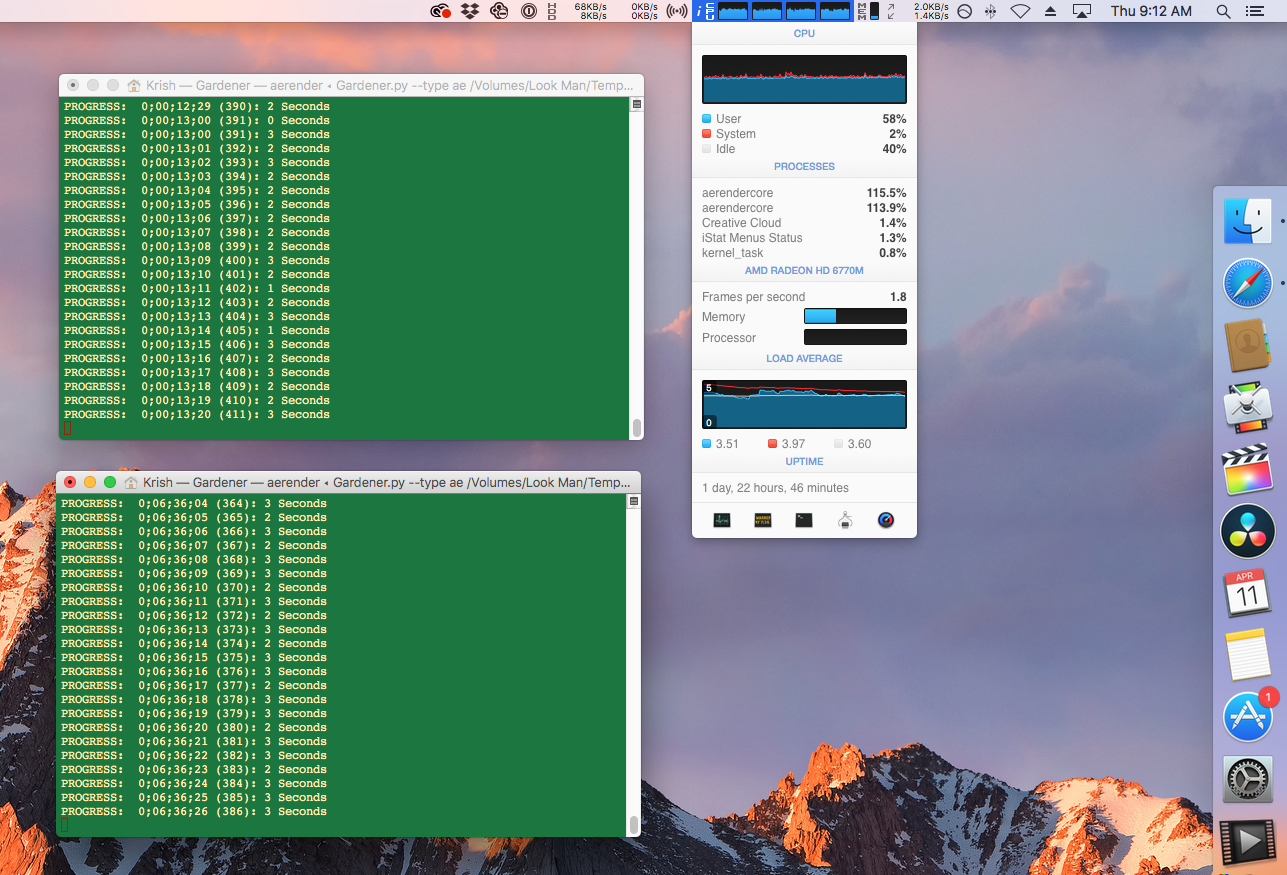 68KB/s
8KB/s
0KB/s
0KB/s
CPU
MEM
2.0KB/s
1.4KB/s
Thu 9:12 AM
Krish — Gardener — aerender ◂ Gardener.py --type ae /Volumes/Look Man/Temp...
PROGRESS:  0;00;12;29 (390): 2 Seconds
PROGRESS:  0;00;13;00 (391): 0 Seconds
PROGRESS:  0;00;13;00 (391): 3 Seconds
PROGRESS:  0;00;13;01 (392): 2 Seconds
PROGRESS:  0;00;13;02 (393): 3 Seconds
PROGRESS:  0;00;13;03 (394): 2 Seconds
PROGRESS:  0;00;13;04 (395): 2 Seconds
PROGRESS:  0;00;13;05 (396): 2 Seconds
PROGRESS:  0;00;13;06 (397): 2 Seconds
PROGRESS:  0;00;13;07 (398): 2 Seconds
PROGRESS:  0;00;13;08 (399): 2 Seconds
PROGRESS:  0;00;13;09 (400): 3 Seconds
PROGRESS:  0;00;13;10 (401): 2 Seconds
PROGRESS:  0;00;13;11 (402): 1 Seconds
PROGRESS:  0;00;13;12 (403): 2 Seconds
PROGRESS:  0;00;13;13 (404): 3 Seconds
PROGRESS:  0;00;13;14 (405): 1 Seconds
PROGRESS:  0;00;13;15 (406): 3 Seconds
PROGRESS:  0;00;13;16 (407): 2 Seconds
PROGRESS:  0;00;13;17 (408): 3 Seconds
PROGRESS:  0;00;13;18 (409): 2 Seconds
PROGRESS:  0;00;13;19 (410): 2 Seconds
PROGRESS:  0;00;13;20 (411): 3 Seconds
Krish — Gardener — aerender ◂ Gardener.py --type ae /Volumes/Look Man/Temp...
PROGRESS:  0;06;36;04 (364): 3 Seconds
PROGRESS:  0;06;36;05 (365): 2 Seconds
PROGRESS:  0;06;36;06 (366): 3 Seconds
PROGRESS:  0;06;36;07 (367): 2 Seconds
PROGRESS:  0;06;36;08 (368): 3 Seconds
PROGRESS:  0;06;36;09 (369): 3 Seconds
PROGRESS:  0;06;36;10 (370): 2 Seconds
PROGRESS:  0;06;36;11 (371): 3 Seconds
PROGRESS:  0;06;36;12 (372): 2 Seconds
PROGRESS:  0;06;36;13 (373): 3 Seconds
PROGRESS:  0;06;36;14 (374): 2 Seconds
PROGRESS:  0;06;36;15 (375): 3 Seconds
PROGRESS:  0;06;36;16 (376): 3 Seconds
PROGRESS:  0;06;36;17 (377): 2 Seconds
PROGRESS:  0;06;36;18 (378): 3 Seconds
PROGRESS:  0;06;36;19 (379): 3 Seconds
PROGRESS:  0;06;36;20 (380): 2 Seconds
PROGRESS:  0;06;36;21 (381): 3 Seconds
PROGRESS:  0;06;36;22 (382): 3 Seconds
PROGRESS:  0;06;36;23 (383): 2 Seconds
PROGRESS:  0;06;36;24 (384): 3 Seconds
PROGRESS:  0;06;36;25 (385): 3 Seconds
PROGRESS:  0;06;36;26 (386): 3 Seconds
CPU
User 58%
System 2%
Idle 40%
PROCESSES
aerendercore 115.5%
aerendercore 113.9%
Creative Cloud 1.4%
iStat Menus Status 1.3%
kernel_task 0.8%
AMD RADEON HD 6770M
Frames per second 1.8
Memory
Processor
LOAD AVERAGE
5
0
3.51 3.97 3.60
UPTIME
1 day, 22 hours, 46 minutes
APR
11
1